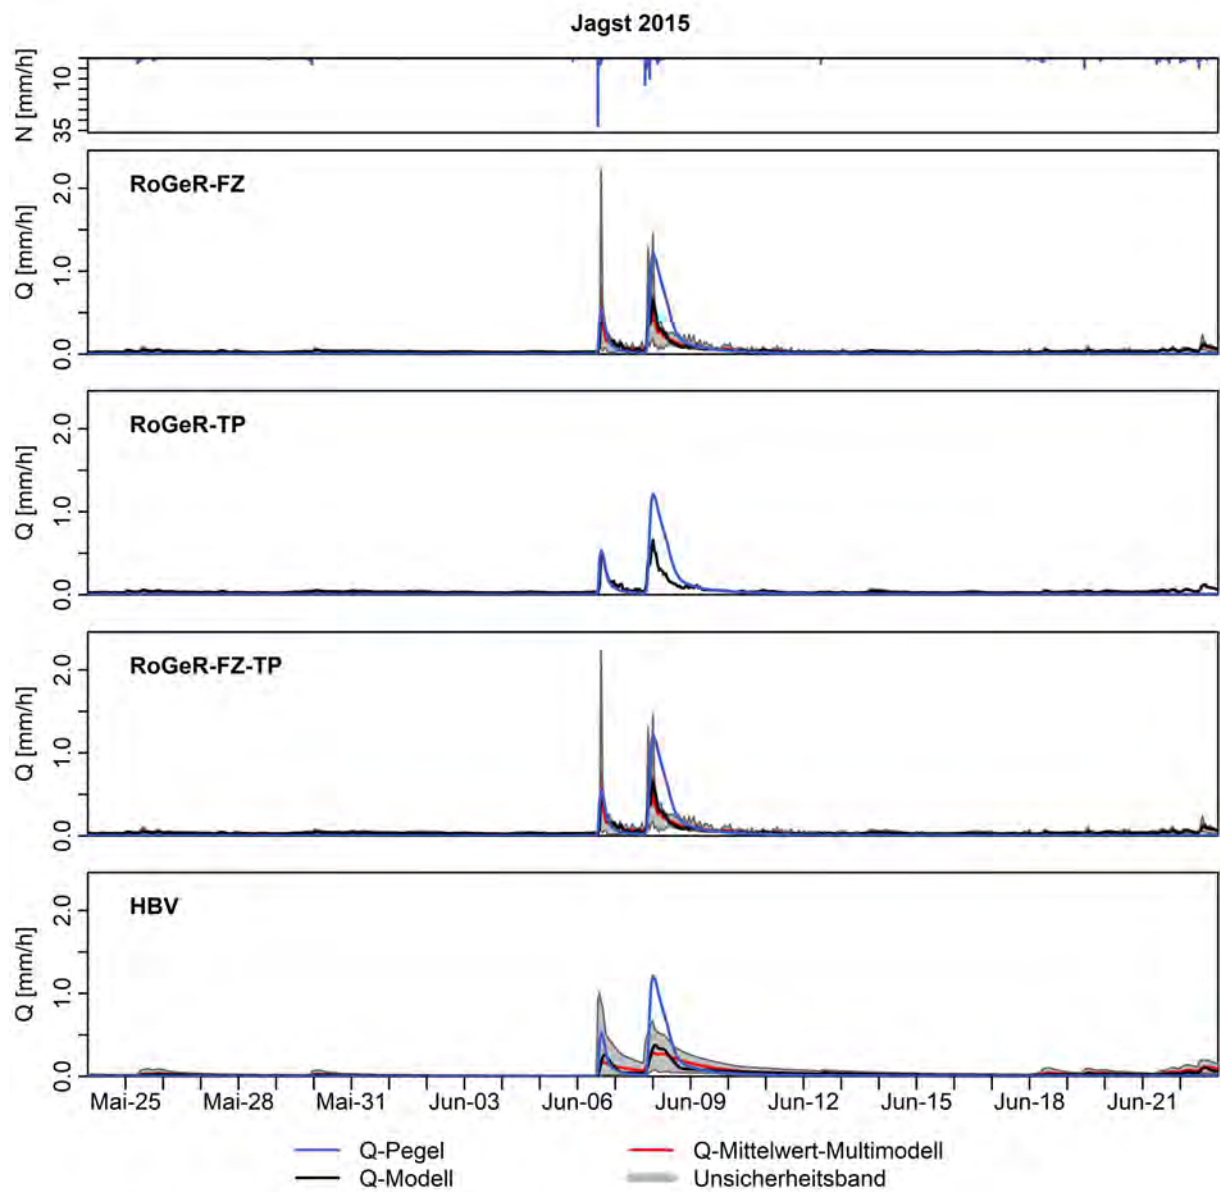 Jagst 2015
N [mm/h]
10
35
RoGeR-FZ
Q [mm/h]
2.0
1.0
0.0
RoGeR-TP
Q [mm/h]
2.0
1.0
0.0
RoGeR-FZ-TP
Q [mm/h]
2.0
1.0
0.0
HBV
Q [mm/h]
2.0
1.0
0.0
Mai-25 Mai-28 Mai-31 Jun-03 Jun-06 Jun-09 Jun-12 Jun-15 Jun-18 Jun-21
Q-Pegel Q-Mittelwert-Multimodell
Q-Modell Unsicherheitsband